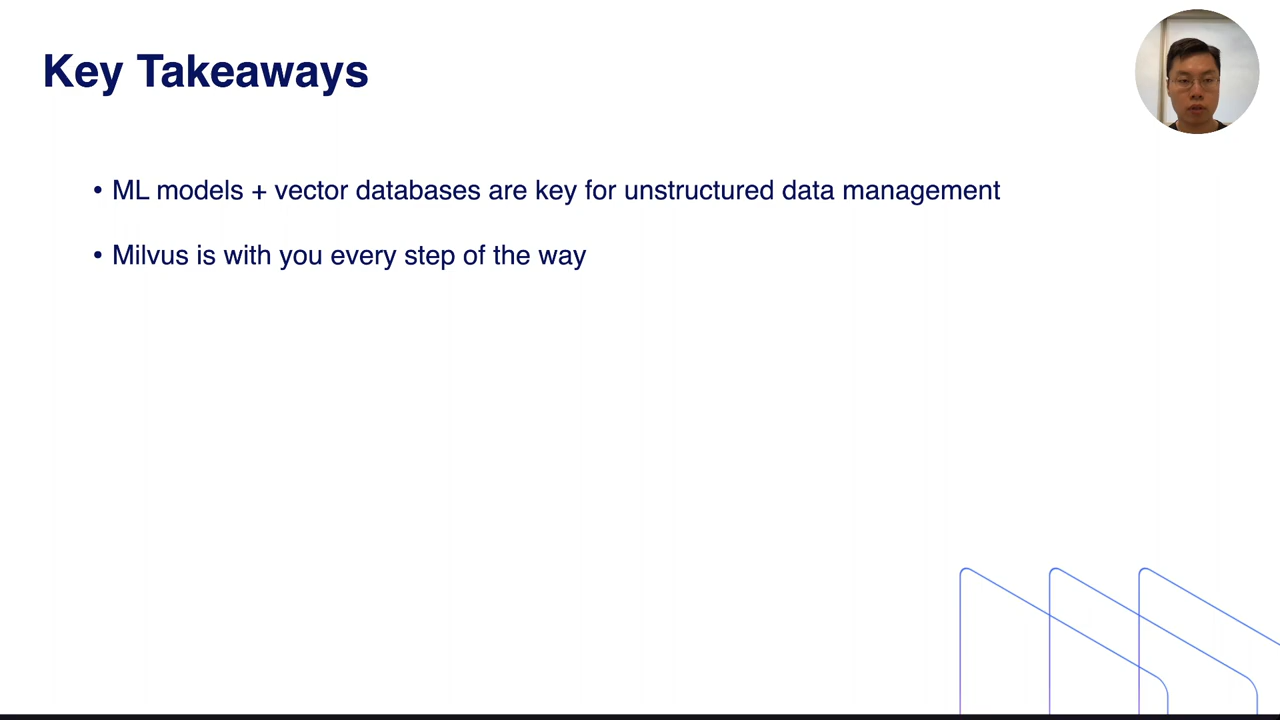 Key Takeaways
• ML models + vector databases are key for unstructured data management
• Milvus is with you every step of the way